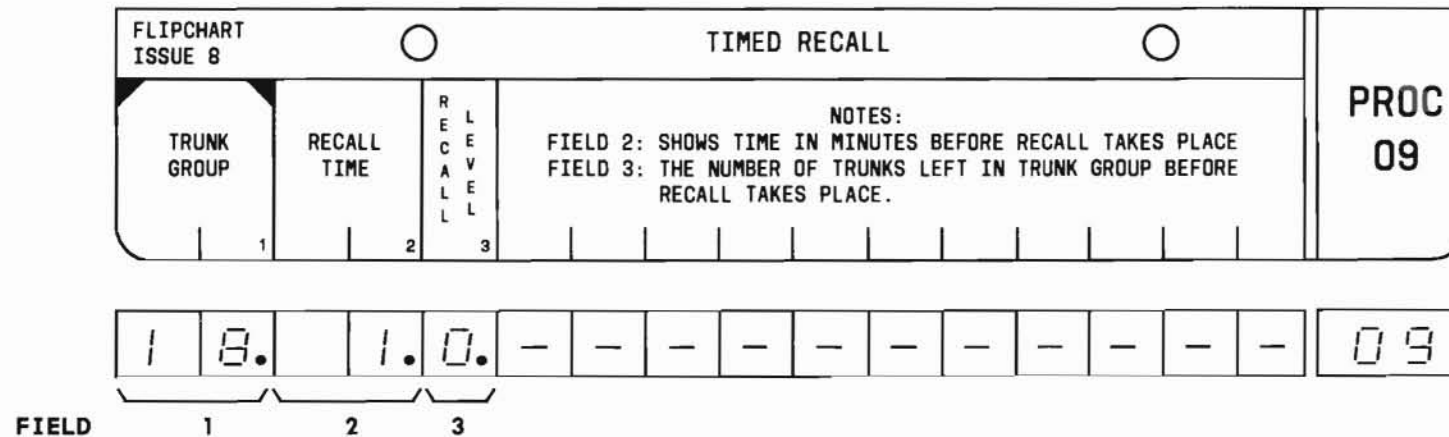 FLIPCHART
ISSUE 8
TIMED RECALL
PROC
09
TRUNK
GROUP
1
RECALL
TIME
2
RECALL
LEVEL
3
NOTES:
FIELD 2: SHOWS TIME IN MINUTES BEFORE RECALL TAKES PLACE
FIELD 3: THE NUMBER OF TRUNKS LEFT IN TRUNK GROUP BEFORE
RECALL TAKES PLACE.
1 8. 1. 0. - - - - - - - - - - - 09
FIELD 1 2 3